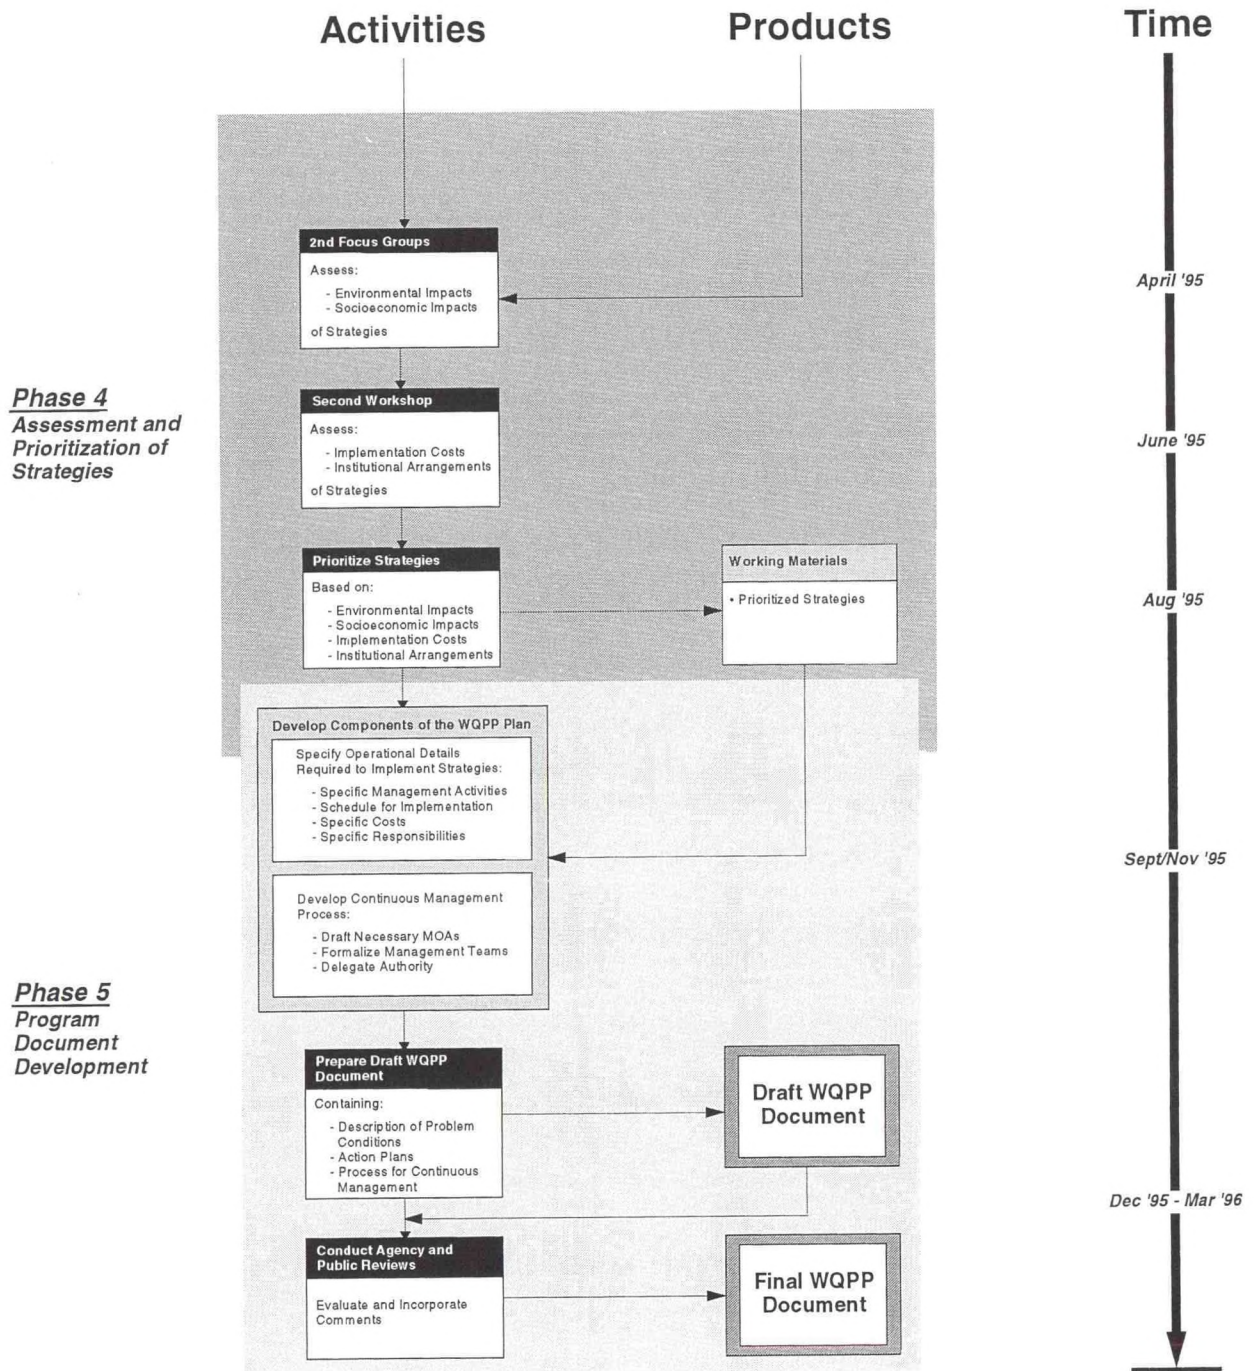 Activities
Products
Time
2nd Focus Groups
Assess:
- Environmental Impacts
- Socioeconomic Impacts
of Strategies
April '95
Phase 4
Assessment and
Prioritization of
Strategies
Second Workshop
Assess:
- Implementation Costs
- Institutional Arrangements
of Strategies
June '95
Prioritize Strategies
Based on:
- Environmental Impacts
- Socioeconomic Impacts
- Implementation Costs
- Institutional Arrangements
Working Materials
• Prioritized Strategies
Aug '95
Develop Components of the WQPP Plan
Specify Operational Details
Required to Implement Strategies:
- Specific Management Activities
- Schedule for Implementation
- Specific Costs
- Specific Responsibilities
Sept/Nov '95
Develop Continuous Management
Process:
- Draft Necessary MOAs
- Formalize Management Teams
- Delegate Authority
Phase 5
Program
Document
Development
Prepare Draft WQPP
Document
Containing:
- Description of Problem
Conditions
- Action Plans
- Process for Continuous
Management
Draft WQPP
Document
Dec '95 - Mar '96
Conduct Agency and
Public Reviews
Evaluate and Incorporate
Comments
Final WQPP
Document